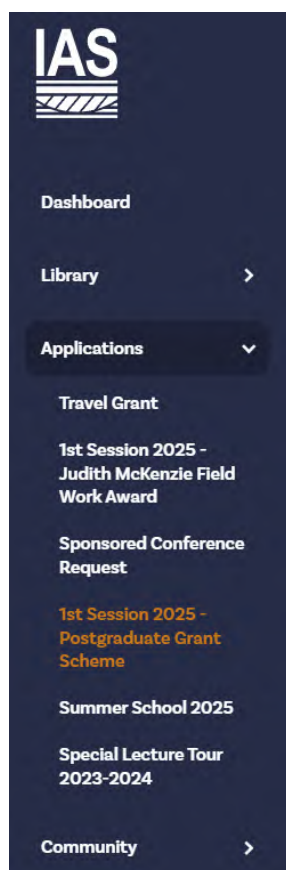 IAS
Dashboard
Library
Applications
Travel Grant
1st Session 2025 -
Judith McKenzie Field
Work Award
Sponsored Conference
Request
1st Session 2025 -
Postgraduate Grant
Scheme
Summer School 2025
Special Lecture Tour
2023-2024
Community